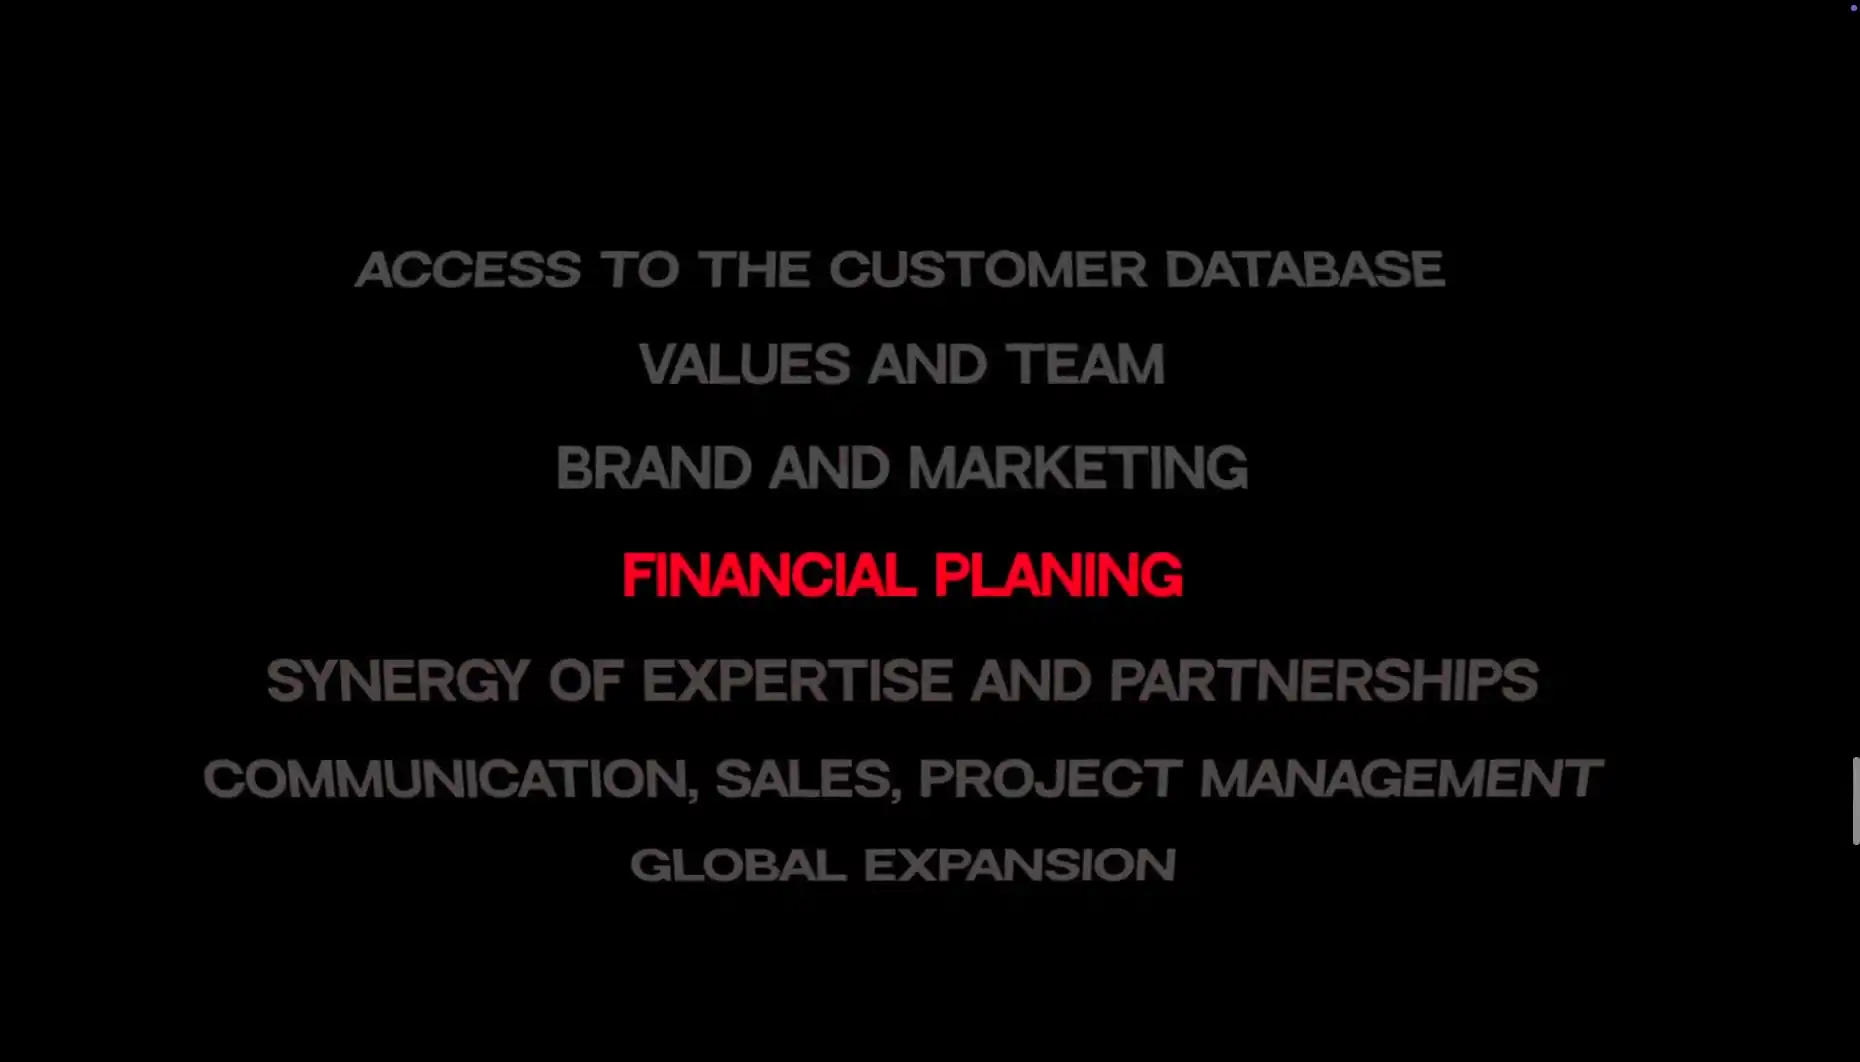 ACCESS TO THE CUSTOMER DATABASE
VALUES AND TEAM
BRAND AND MARKETING
FINANCIAL PLANING
SYNERGY OF EXPERTISE AND PARTNERSHIPS
COMMUNICATION, SALES, PROJECT MANAGEMENT
GLOBAL EXPANSION